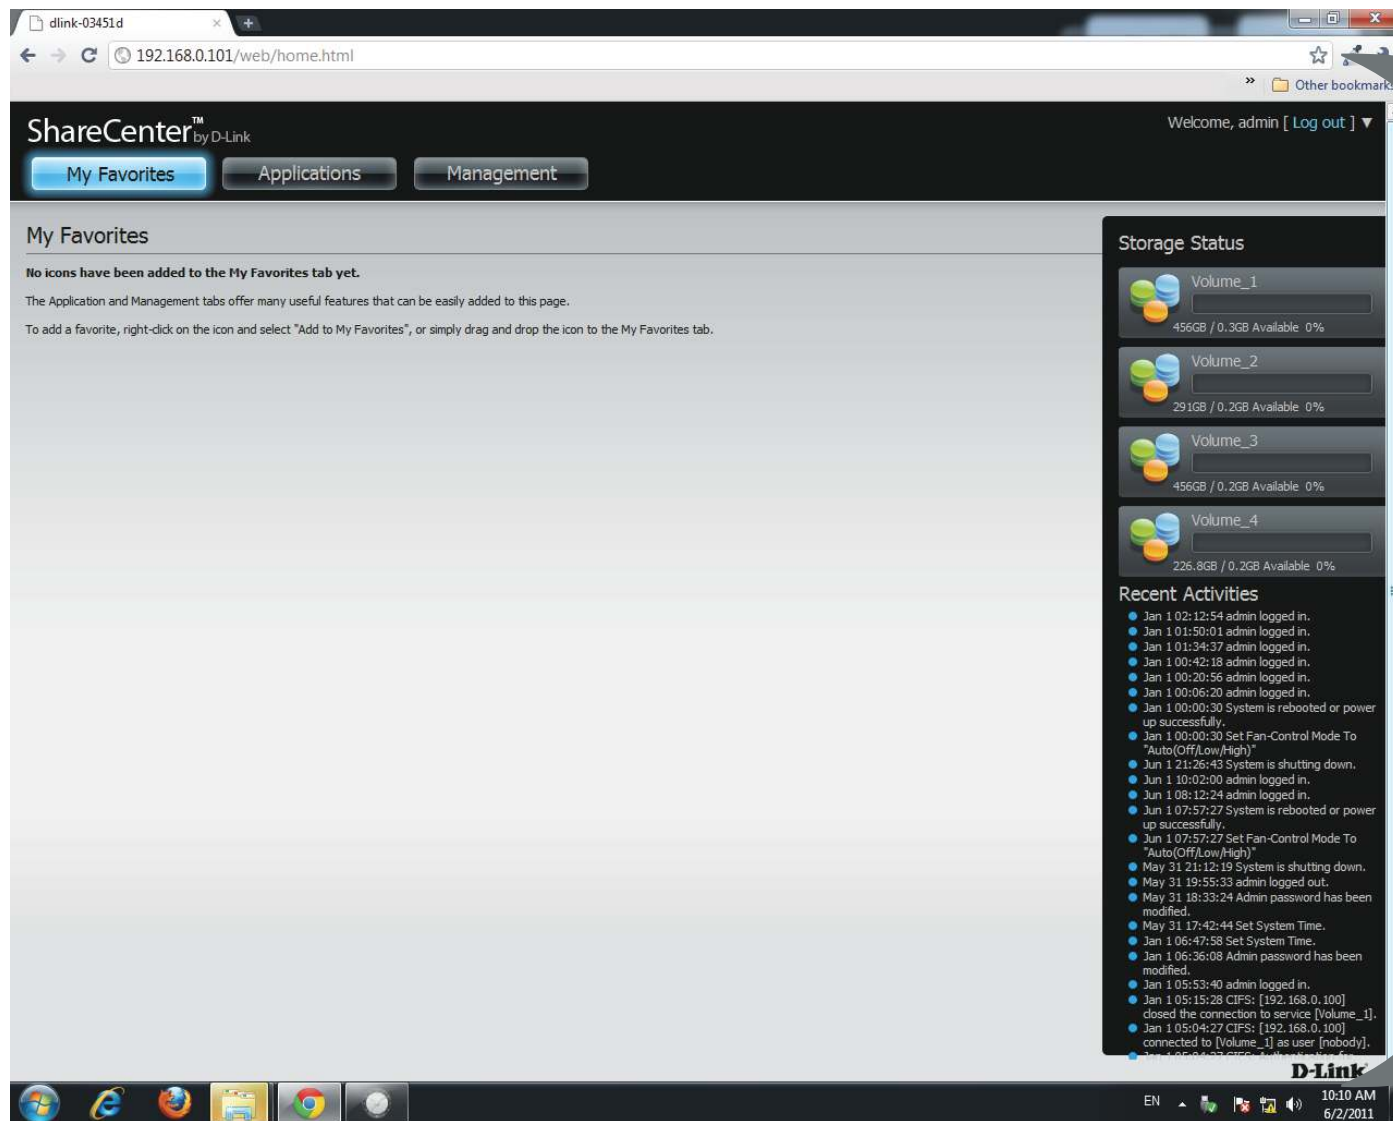 dlink-03451d
192.168.0.101/web/home.html
»
Other bookmarks
ShareCenter™ by D-Link
Welcome, admin [ Log out ] ▼
My Favorites
Applications
Management
My Favorites
No icons have been added to the My Favorites tab yet.
The Application and Management tabs offer many useful features that can be easily added to this page.
To add a favorite, right-click on the icon and select "Add to My Favorites", or simply drag and drop the icon to the My Favorites tab.
Storage Status
Volume_1
456GB / 0.3GB Available 0%
Volume_2
291GB / 0.2GB Available 0%
Volume_3
456GB / 0.2GB Available 0%
Volume_4
226.8GB / 0.2GB Available 0%
Recent Activities
Jan 1 02:12:54 admin logged in.
Jan 1 01:50:01 admin logged in.
Jan 1 01:34:37 admin logged in.
Jan 1 00:42:18 admin logged in.
Jan 1 00:20:56 admin logged in.
Jan 1 00:06:20 admin logged in.
Jan 1 00:00:30 System is rebooted or power
up successfully.
Jan 1 00:00:30 Set Fan-Control Mode To
"Auto(Off/Low/High)"
Jun 1 21:26:43 System is shutting down.
Jun 1 10:02:00 admin logged in.
Jun 1 08:12:24 admin logged in.
Jun 1 07:57:27 System is rebooted or power
up successfully.
Jun 1 07:57:27 Set Fan-Control Mode To
"Auto(Off/Low/High)"
May 31 21:12:19 System is shutting down.
May 31 19:55:33 admin logged out.
May 31 18:33:24 Admin password has been
modified.
May 31 17:42:44 Set System Time.
Jan 1 06:47:58 Set System Time.
Jan 1 06:36:08 Admin password has been
modified.
Jan 1 05:53:40 admin logged in.
Jan 1 05:15:28 CIFS: [192.168.0.100]
closed the connection to service [Volume_1].
Jan 1 05:04:27 CIFS: [192.168.0.100]
connected to [Volume_1] as user [nobody].
D-Link
EN
10:10 AM
6/2/2011